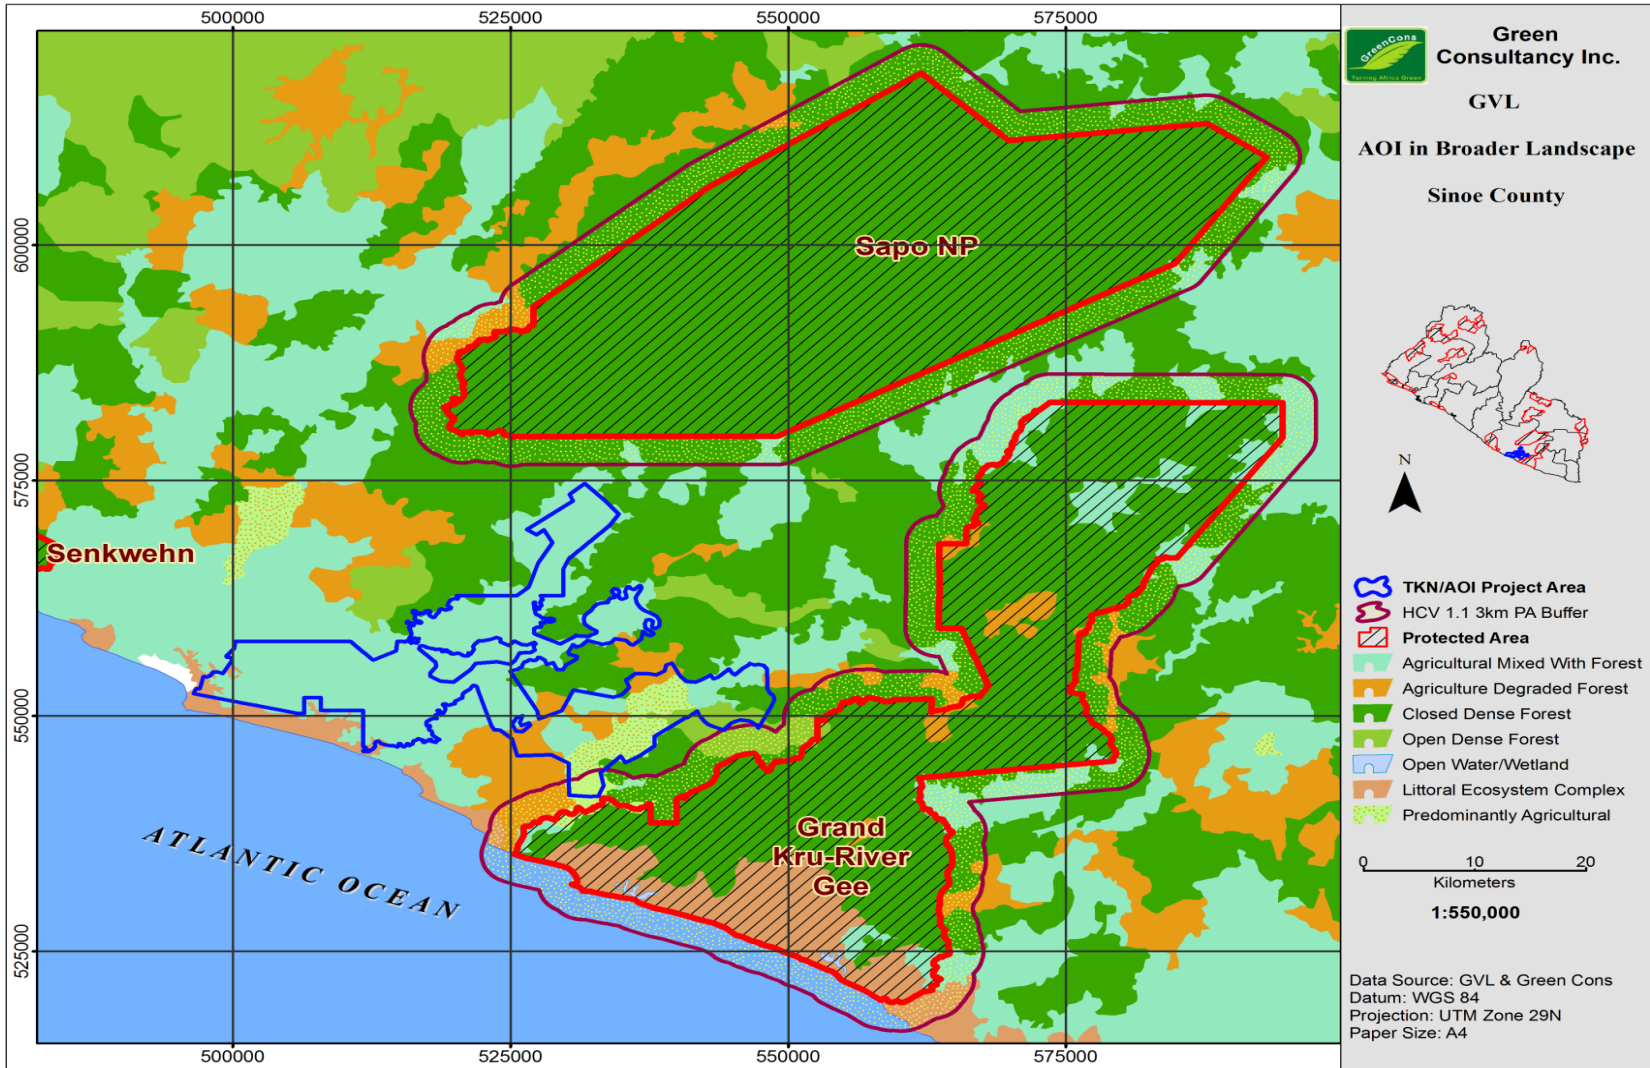 500000
525000
550000
575000
600000
575000
550000
525000
Sapo NP
Senkwehn
Grand
Kru-River
Gee
ATLANTIC OCEAN
500000
525000
550000
575000
GreenCons
Turning Africa Green
Green
Consultancy Inc.
GVL
AOI in Broader Landscape
Sinoe County
N
TKN/AOI Project Area
HCV 1.1 3km PA Buffer
Protected Area
Agricultural Mixed With Forest
Agriculture Degraded Forest
Closed Dense Forest
Open Dense Forest
Open Water/Wetland
Littoral Ecosystem Complex
Predominantly Agricultural
0 10 20
Kilometers
1:550,000
Data Source: GVL & Green Cons
Datum: WGS 84
Projection: UTM Zone 29N
Paper Size: A4